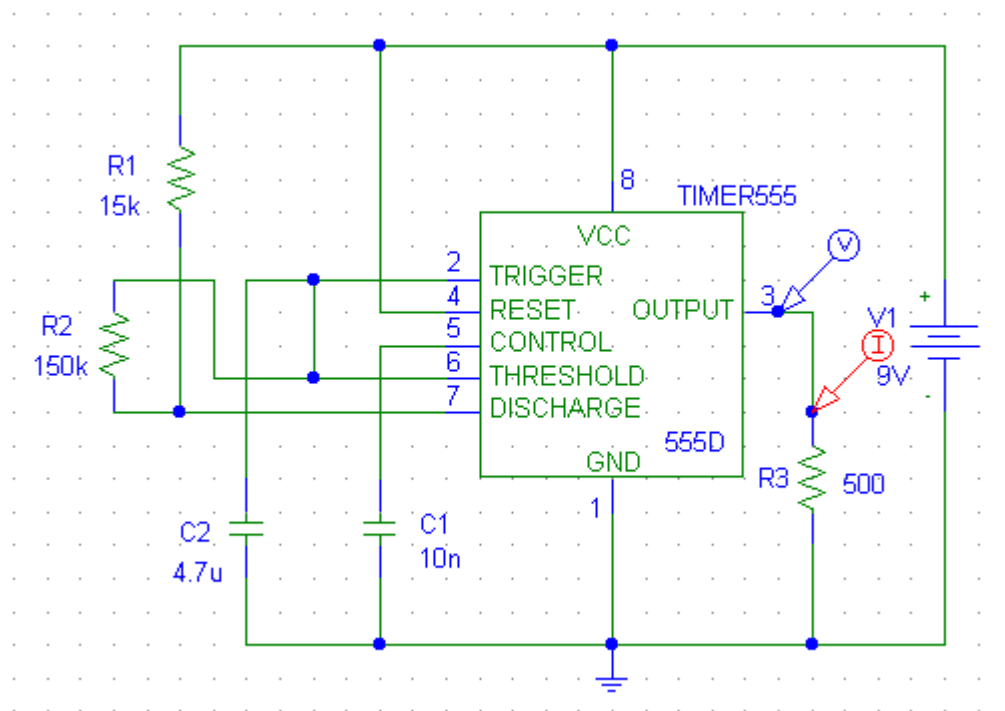 8
TIMER555
R1
15k
VCC
V
2
TRIGGER
4
RESET
OUTPUT
3
+
R2
150k
5
CONTROL
V1
I
9V
6
THRESHOLD
7
DISCHARGE
-
555D
GND
R3
500
1
C2
4.7u
C1
10n